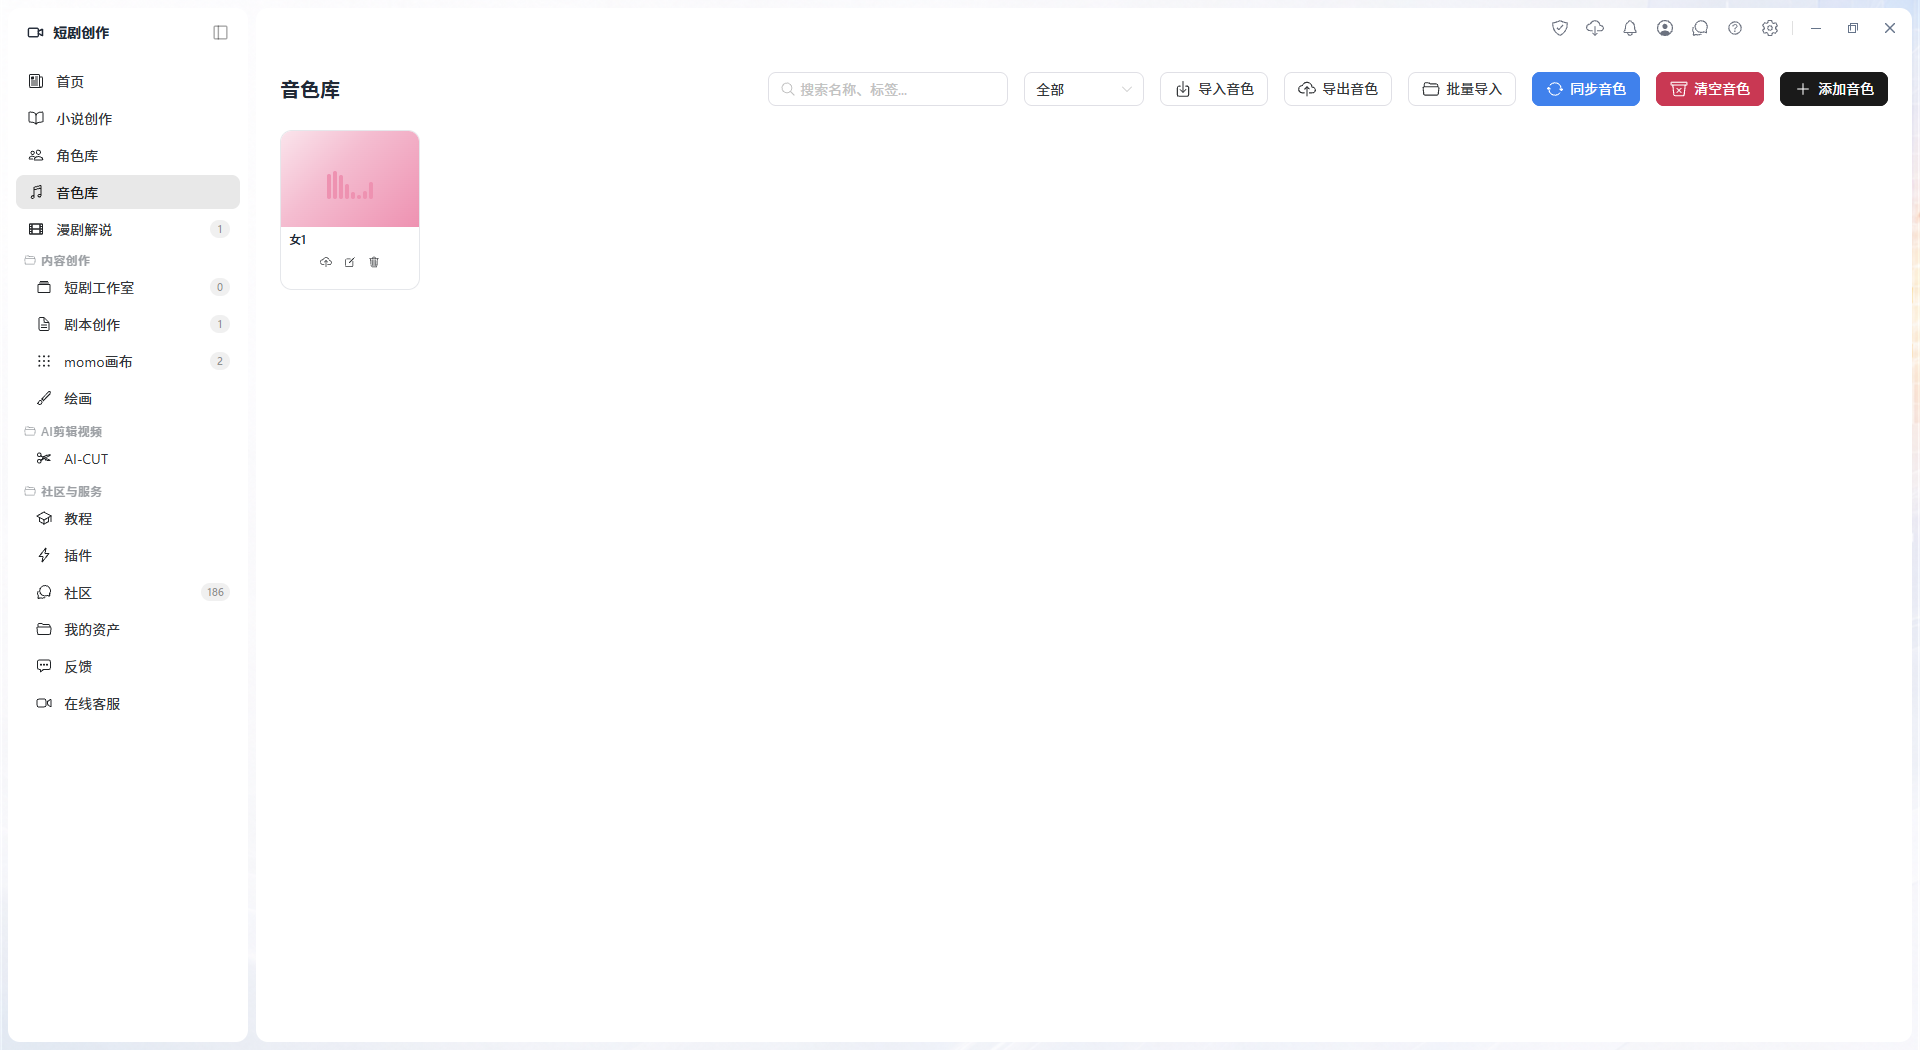 短剧创作
首页
小说创作
角色库
音色库
漫剧解说 1
内容创作
短剧工作室 0
剧本创作 1
momo画布 2
绘画
AI剪辑视频
AI-CUT
社区与服务
教程
插件
社区 186
我的资产
反馈
在线客服
音色库
搜索名称、标签...
全部
导入音色
导出音色
批量导入
同步音色
清空音色
添加音色
女1